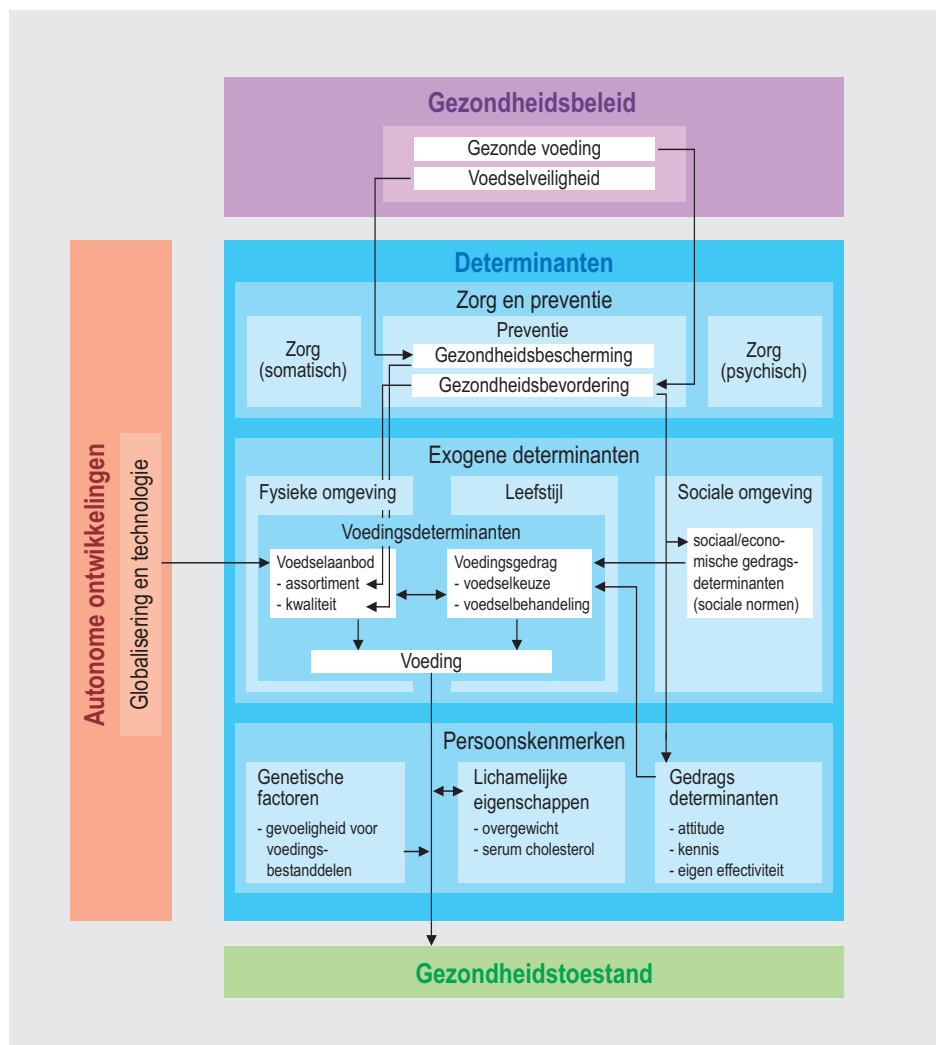 Gezondheidsbeleid
Gezonde voeding
Voedselveiligheid
Autonome ontwikkelingen
Globalisering en technologie
Determinanten
Zorg en preventie
Zorg
(somatisch)
Preventie
Gezondheidsbescherming
Gezondheidsbevordering
Zorg
(psychisch)
Exogene determinanten
Fysieke omgeving
Leefstijl
Sociale omgeving
Voedingsdeterminanten
Voedselaanbod
- assortiment
- kwaliteit
Voedingsgedrag
- voedselkeuze
- voedselbehandeling
sociaal/econo-
mische gedrags-
determinanten
(sociale normen)
Voeding
Persoonskenmerken
Genetische
factoren
- gevoeligheid voor
voedings-
bestanddelen
Lichamelijke
eigenschappen
- overgewicht
- serum cholesterol
Gedrags
determinanten
- attitude
- kennis
- eigen effectiviteit
Gezondheidstoestand